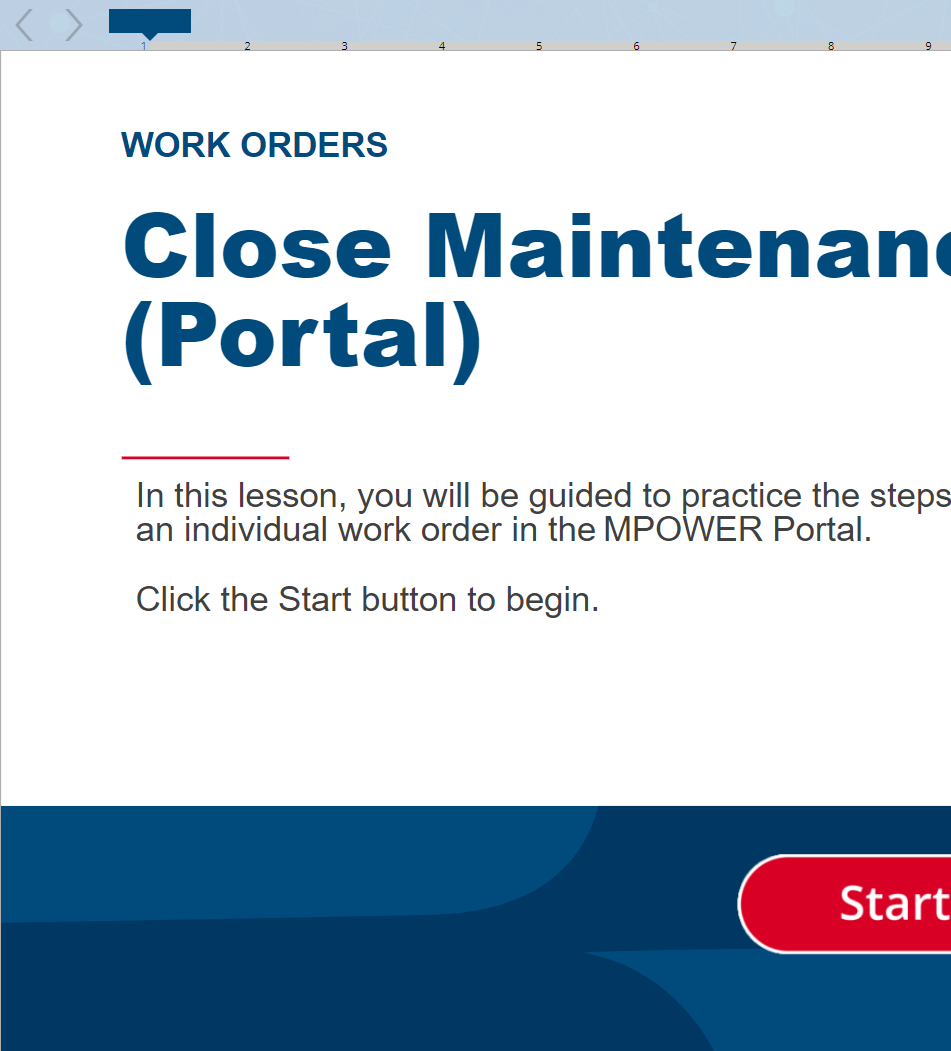 1 2 3 4 5 6 7 8 9
WORK ORDERS
Close
(Portal)
In this lesson, you will be guided to practice the steps
an individual work order in the MPOWER Portal.
Click the Start button to begin.
Start